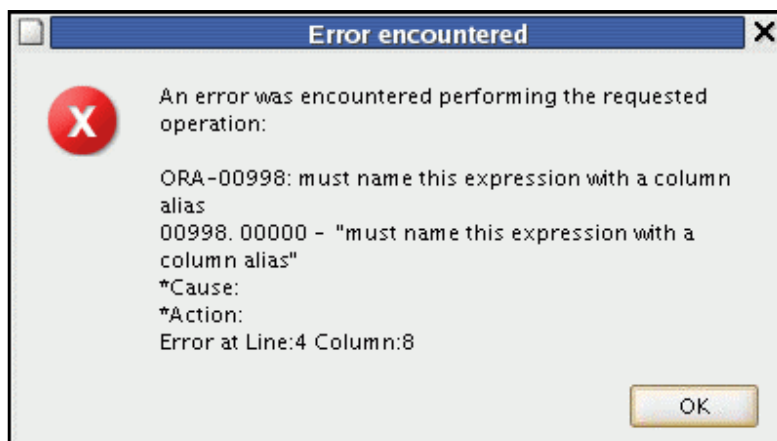 Error encountered
An error was encountered performing the requested
operation:
ORA-00998: must name this expression with a column
alias
00998. 00000 - "must name this expression with a
column alias"
*Cause:
*Action:
Error at Line:4 Column:8
OK